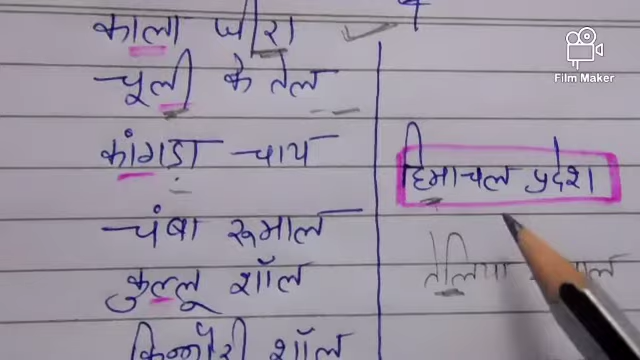 काला जीरा
चूली के तेल
कांगडा चाय
चंबा रूमाल
कुल्लू शॉल
किन्नौरी शॉल
हिमाचल प्रदेश
तेलिया
Film Maker